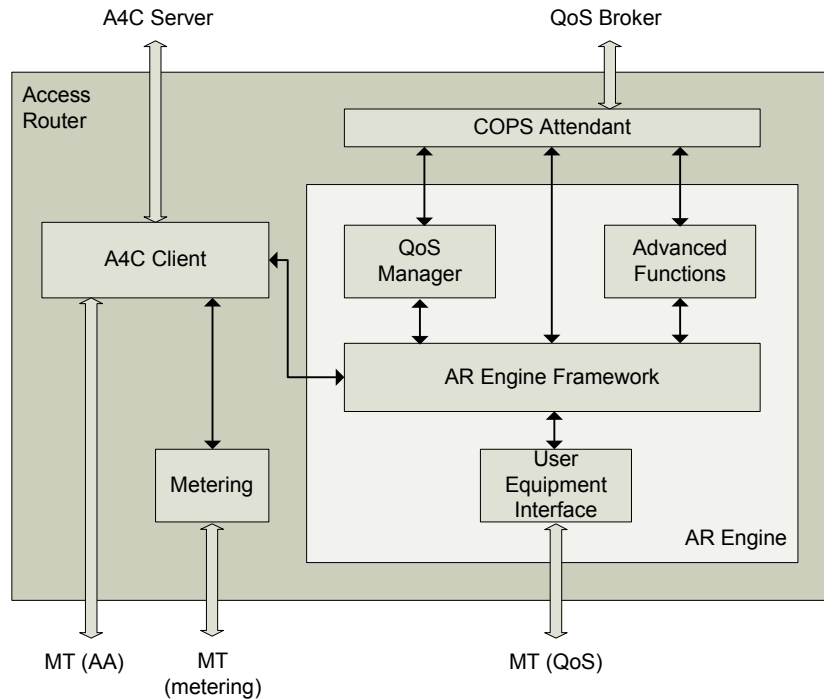 A4C Server
QoS Broker
Access
Router
COPS Attendant
A4C Client
QoS
Manager
Advanced
Functions
AR Engine Framework
Metering
User
Equipment
Interface
AR Engine
MT (AA)
MT
(metering)
MT (QoS)